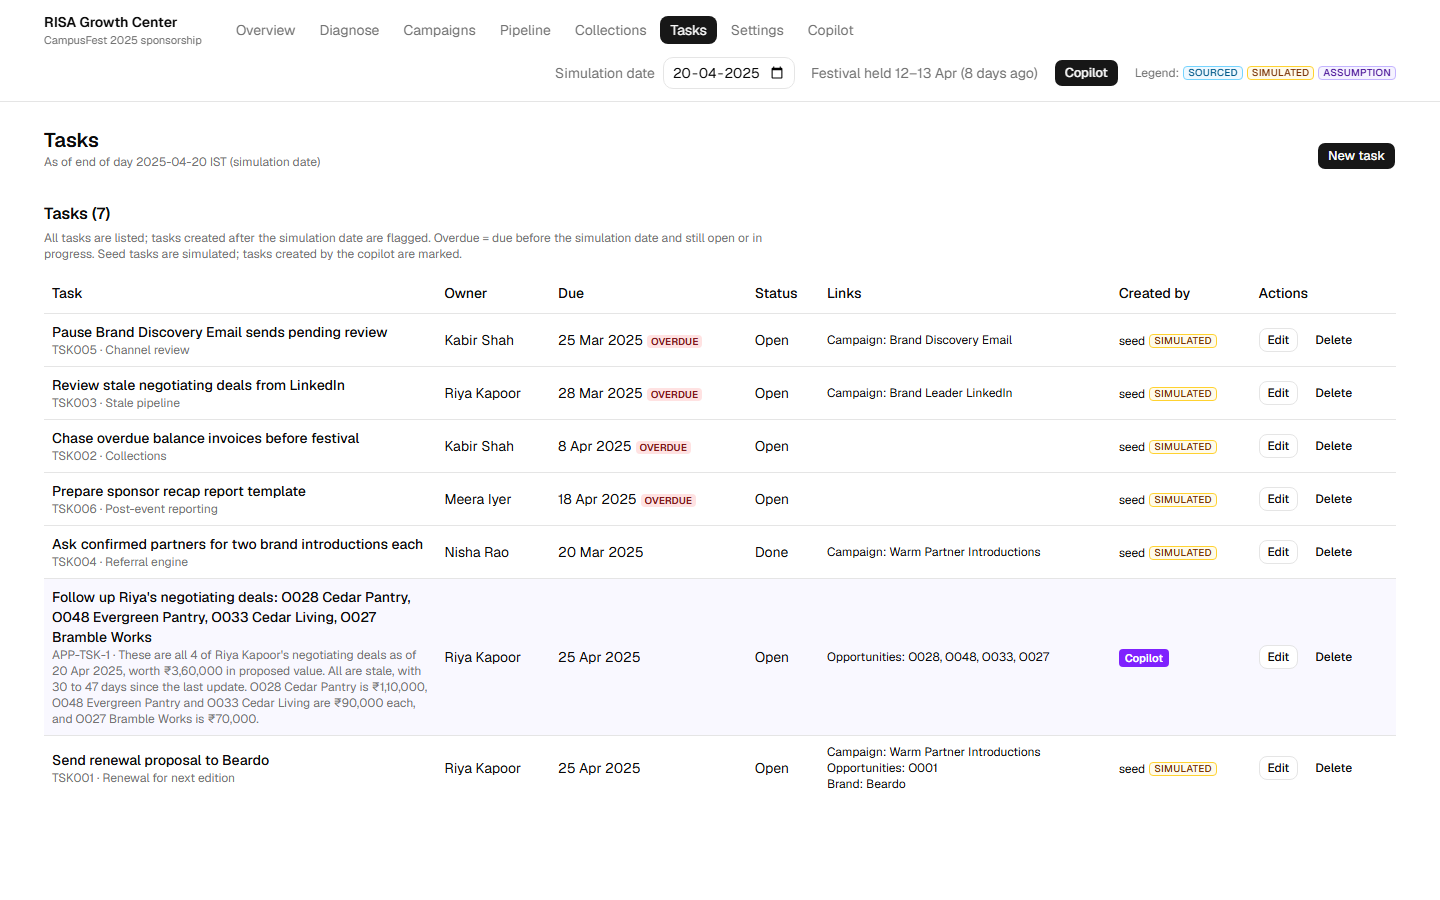 RISA Growth Center
CampusFest 2025 sponsorship
Overview Diagnose Campaigns Pipeline Collections Tasks Settings Copilot
Simulation date 20-04-2025 Festival held 12–13 Apr (8 days ago) Copilot Legend: SOURCED SIMULATED ASSUMPTION
Tasks
As of end of day 2025-04-20 IST (simulation date)
New task
Tasks (7)
All tasks are listed; tasks created after the simulation date are flagged. Overdue = due before the simulation date and still open or in
progress. Seed tasks are simulated; tasks created by the copilot are marked.
Task Owner Due Status Links Created by Actions
Pause Brand Discovery Email sends pending review
TSK005 · Channel review
Kabir Shah 25 Mar 2025 OVERDUE Open Campaign: Brand Discovery Email seed SIMULATED Edit Delete
Review stale negotiating deals from LinkedIn
TSK003 · Stale pipeline
Riya Kapoor 28 Mar 2025 OVERDUE Open Campaign: Brand Leader LinkedIn seed SIMULATED Edit Delete
Chase overdue balance invoices before festival
TSK002 · Collections
Kabir Shah 8 Apr 2025 OVERDUE Open seed SIMULATED Edit Delete
Prepare sponsor recap report template
TSK006 · Post-event reporting
Meera Iyer 18 Apr 2025 OVERDUE Open seed SIMULATED Edit Delete
Ask confirmed partners for two brand introductions each
TSK004 · Referral engine
Nisha Rao 20 Mar 2025 Done Campaign: Warm Partner Introductions seed SIMULATED Edit Delete
Follow up Riya's negotiating deals: O028 Cedar Pantry,
O048 Evergreen Pantry, O033 Cedar Living, O027
Bramble Works
APP-TSK-1 · These are all 4 of Riya Kapoor's negotiating deals as of
20 Apr 2025, worth ₹3,60,000 in proposed value. All are stale, with
30 to 47 days since the last update. O028 Cedar Pantry is ₹1,10,000,
O048 Evergreen Pantry and O033 Cedar Living are ₹90,000 each,
and O027 Bramble Works is ₹70,000.
Riya Kapoor 25 Apr 2025 Open Opportunities: O028, O048, O033, O027 Copilot Edit Delete
Send renewal proposal to Beardo
TSK001 · Renewal for next edition
Riya Kapoor 25 Apr 2025 Open
Campaign: Warm Partner Introductions
Opportunities: O001
Brand: Beardo
seed SIMULATED Edit Delete